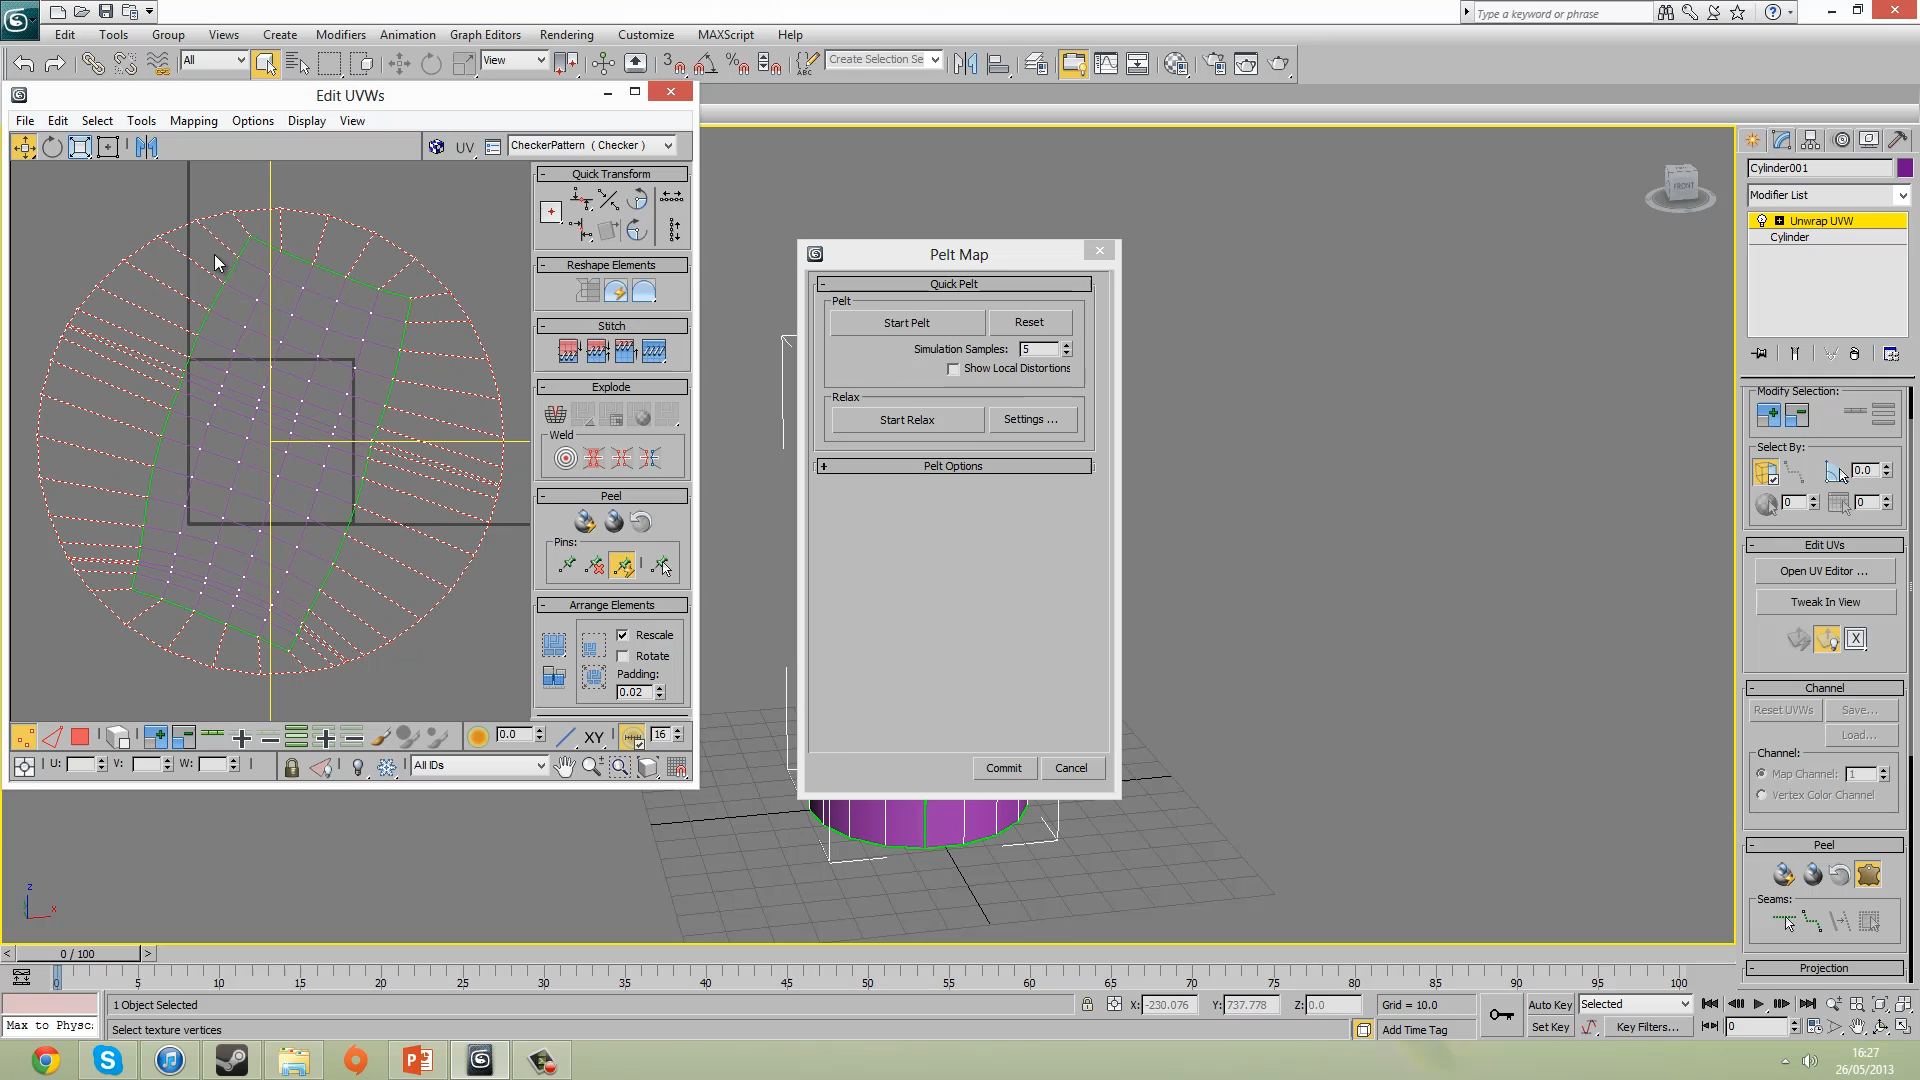 Type a keyword or phrase
Edit Tools Group Views Create Modifiers Animation Graph Editors Rendering Customize MAXScript Help
All
View
3
ABC
Create Selection Se
Edit UVWs
File Edit Select Tools Mapping Options Display View
UV
CheckerPattern ( Checker )
Quick Transform
Reshape Elements
Stitch
Explode
Weld
Peel
Pins:
Arrange Elements
Rescale
Rotate
Padding:
0.02
0.0
XY
16
U:
V:
W:
All IDs
Pelt Map
Quick Pelt
Pelt
Start Pelt
Reset
Simulation Samples: 5
Show Local Distortions
Relax
Start Relax
Settings ...
Pelt Options
Commit
Cancel
FRONT
Cylinder001
Modifier List
Unwrap UVW
Cylinder
Modify Selection:
Select By:
0.0
0
0
Edit UVs
Open UV Editor ...
Tweak In View
Channel
Reset UVWs
Save...
Load...
Channel:
Map Channel: 1
Vertex Color Channel
Peel
Seams:
Projection
z
x
0 / 100
0 5 10 15 20 25 30 35 40 45 50 55 60 65 70 75 80 85 90 95 100
1 Object Selected
X: -230.076
Y: 737.778
Z: 0.0
Grid = 10.0
Auto Key
Selected
Max to Physc:
Select texture vertices
Add Time Tag
Set Key
Key Filters...
0
16:27
26/05/2013